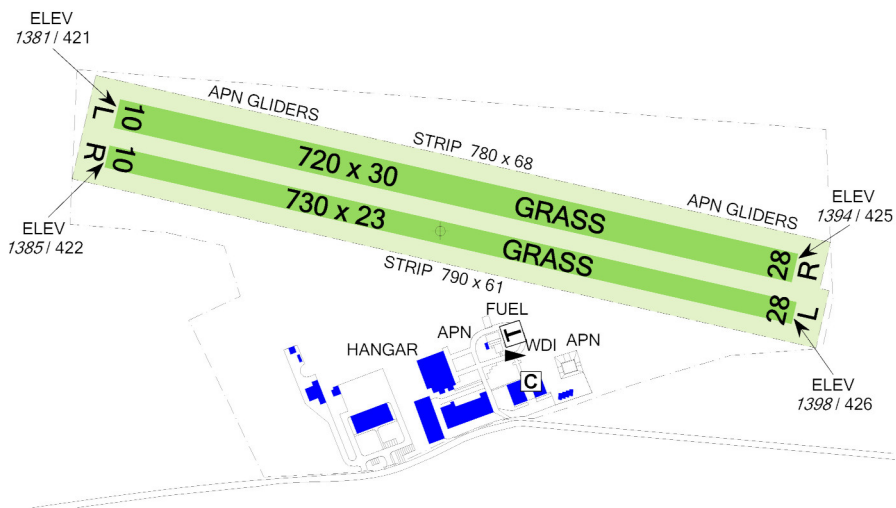 ELEV
1381 / 421
APN GLIDERS
STRIP 780 x 68
10
L
720 x 30
GRASS
APN GLIDERS
ELEV
1394 / 425
28
R
R
10
730 x 23
GRASS
28
L
ELEV
1385 / 422
STRIP 790 x 61
FUEL
APN
T
WDI
APN
HANGAR
C
ELEV
1398 / 426